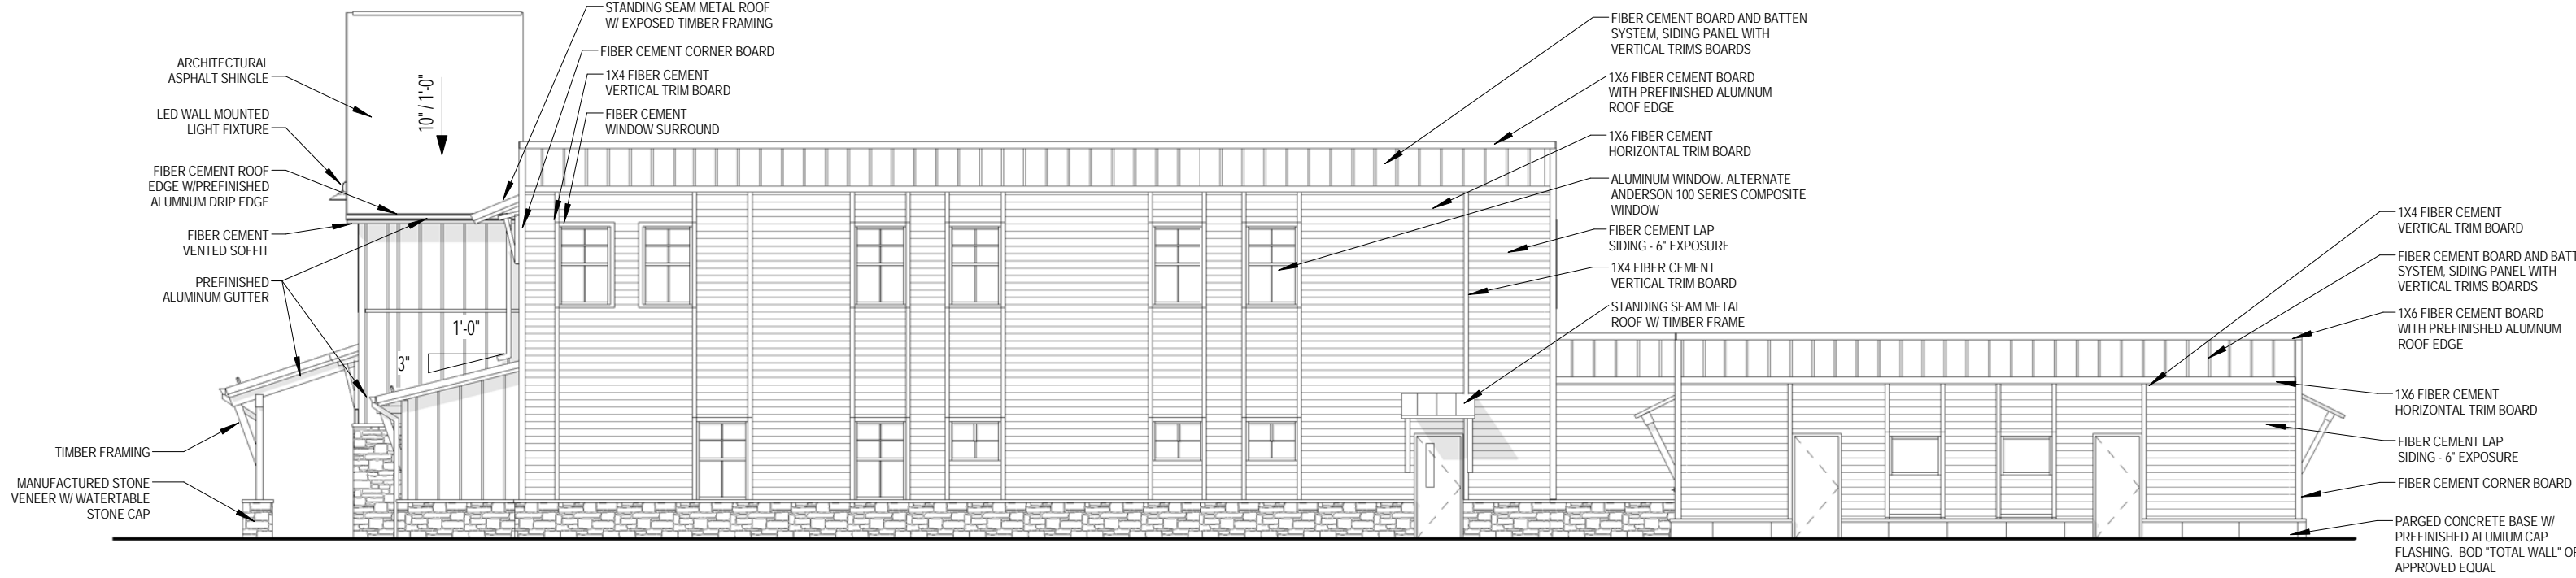 STANDING SEAM METAL ROOF
W/ EXPOSED TIMBER FRAMING
FIBER CEMENT CORNER BOARD
1X4 FIBER CEMENT
VERTICAL TRIM BOARD
FIBER CEMENT
WINDOW SURROUND
ARCHITECTURAL
ASPHALT SHINGLE
LED WALL MOUNTED
LIGHT FIXTURE
FIBER CEMENT ROOF
EDGE W/PREFINISHED
ALUMNUM DRIP EDGE
FIBER CEMENT
VENTED SOFFIT
PREFINISHED
ALUMINUM GUTTER
TIMBER FRAMING
MANUFACTURED STONE
VENEER W/ WATERTABLE
STONE CAP
10" / 1'-0"
1'-0"
3"
FIBER CEMENT BOARD AND BATTEN
SYSTEM, SIDING PANEL WITH
VERTICAL TRIMS BOARDS
1X6 FIBER CEMENT BOARD
WITH PREFINISHED ALUMNUM
ROOF EDGE
1X6 FIBER CEMENT
HORIZONTAL TRIM BOARD
ALUMINUM WINDOW. ALTERNATE
ANDERSON 100 SERIES COMPOSITE
WINDOW
FIBER CEMENT LAP
SIDING - 6" EXPOSURE
1X4 FIBER CEMENT
VERTICAL TRIM BOARD
STANDING SEAM METAL
ROOF W/ TIMBER FRAME
1X4 FIBER CEMENT
VERTICAL TRIM BOARD
FIBER CEMENT BOARD AND BATT
SYSTEM, SIDING PANEL WITH
VERTICAL TRIMS BOARDS
1X6 FIBER CEMENT BOARD
WITH PREFINISHED ALUMNUM
ROOF EDGE
1X6 FIBER CEMENT
HORIZONTAL TRIM BOARD
FIBER CEMENT LAP
SIDING - 6" EXPOSURE
FIBER CEMENT CORNER BOARD
PARGED CONCRETE BASE W/
PREFINISHED ALUMIUM CAP
FLASHING. BOD "TOTAL WALL" OR
APPROVED EQUAL